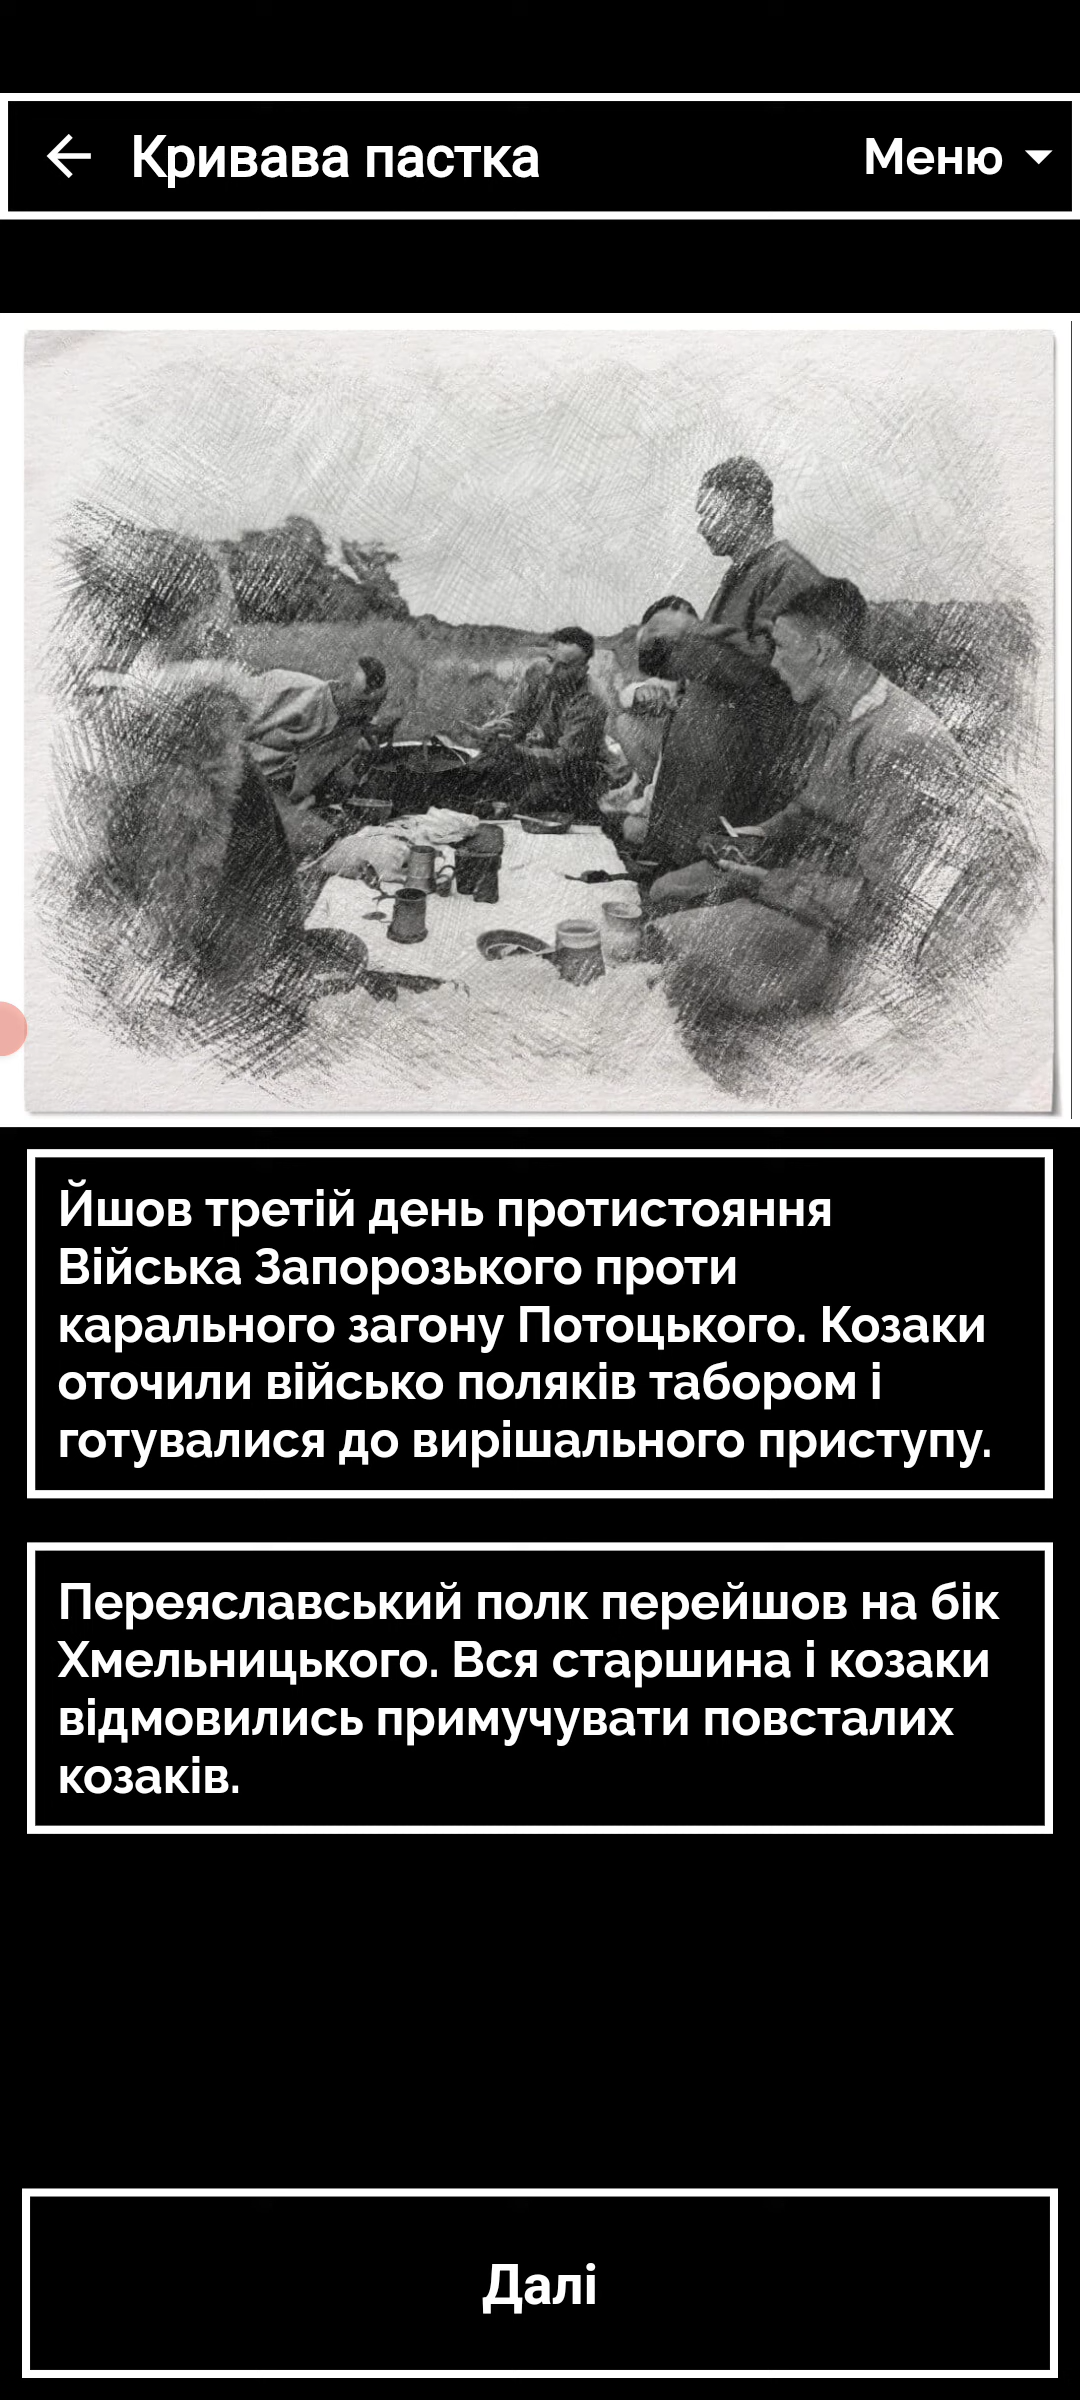 Кривава пастка
Меню
Йшов третій день протистояння
Війська Запорозького проти
карального загону Потоцького. Козаки
оточили військо поляків табором і
готувалися до вирішального приступу.
Переяславський полк перейшов на бік
Хмельницького. Вся старшина і козаки
відмовились примучувати повсталих
козаків.
Далі